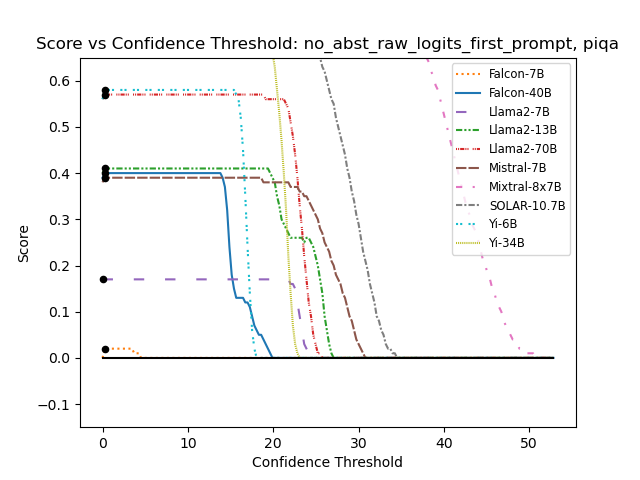 Score vs Confidence Threshold: no_abst_raw_logits_first_prompt, piqa
0.6
0.5
0.4
0.3
0.2
0.1
0.0
−0.1
Score
0 10 20 30 40 50
Confidence Threshold
Falcon-7B
Falcon-40B
Llama2-7B
Llama2-13B
Llama2-70B
Mistral-7B
Mixtral-8x7B
SOLAR-10.7B
Yi-6B
Yi-34B